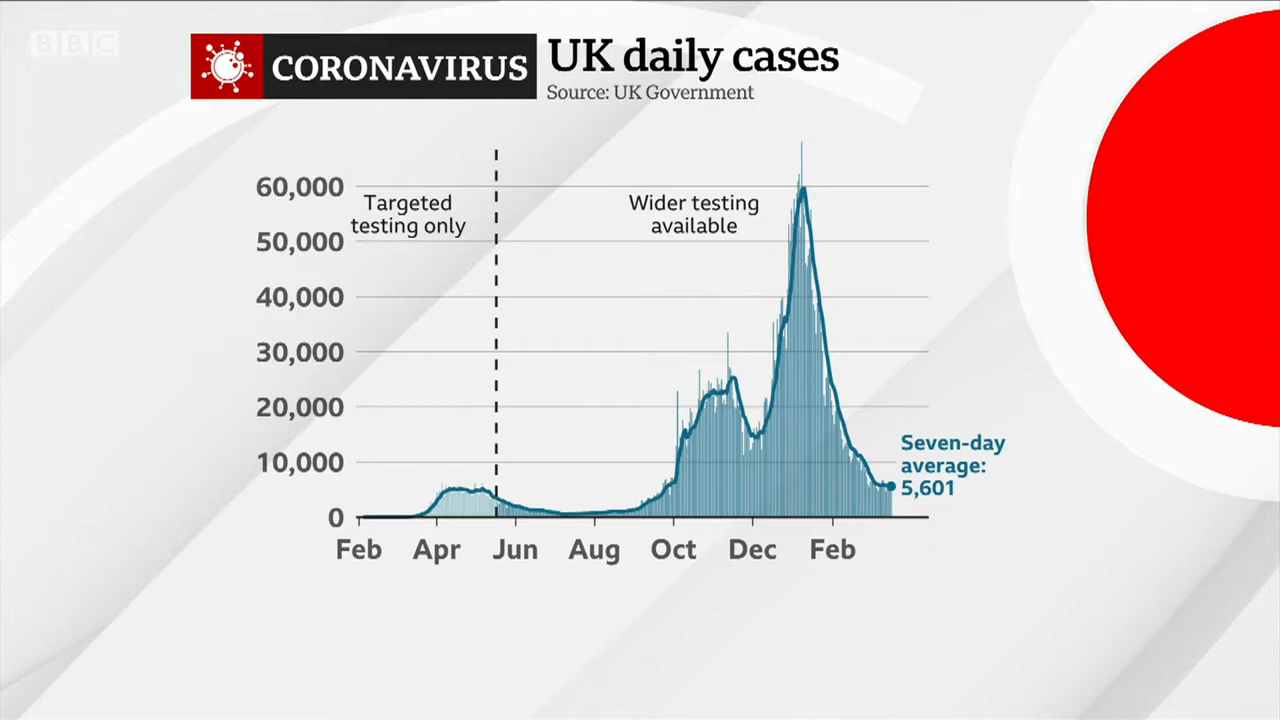 BBC
CORONAVIRUS
UK daily cases
Source: UK Government
60,000
50,000
40,000
30,000
20,000
10,000
0
Targeted
testing only
Wider testing
available
Seven-day
average:
5,601
Feb Apr Jun Aug Oct Dec Feb